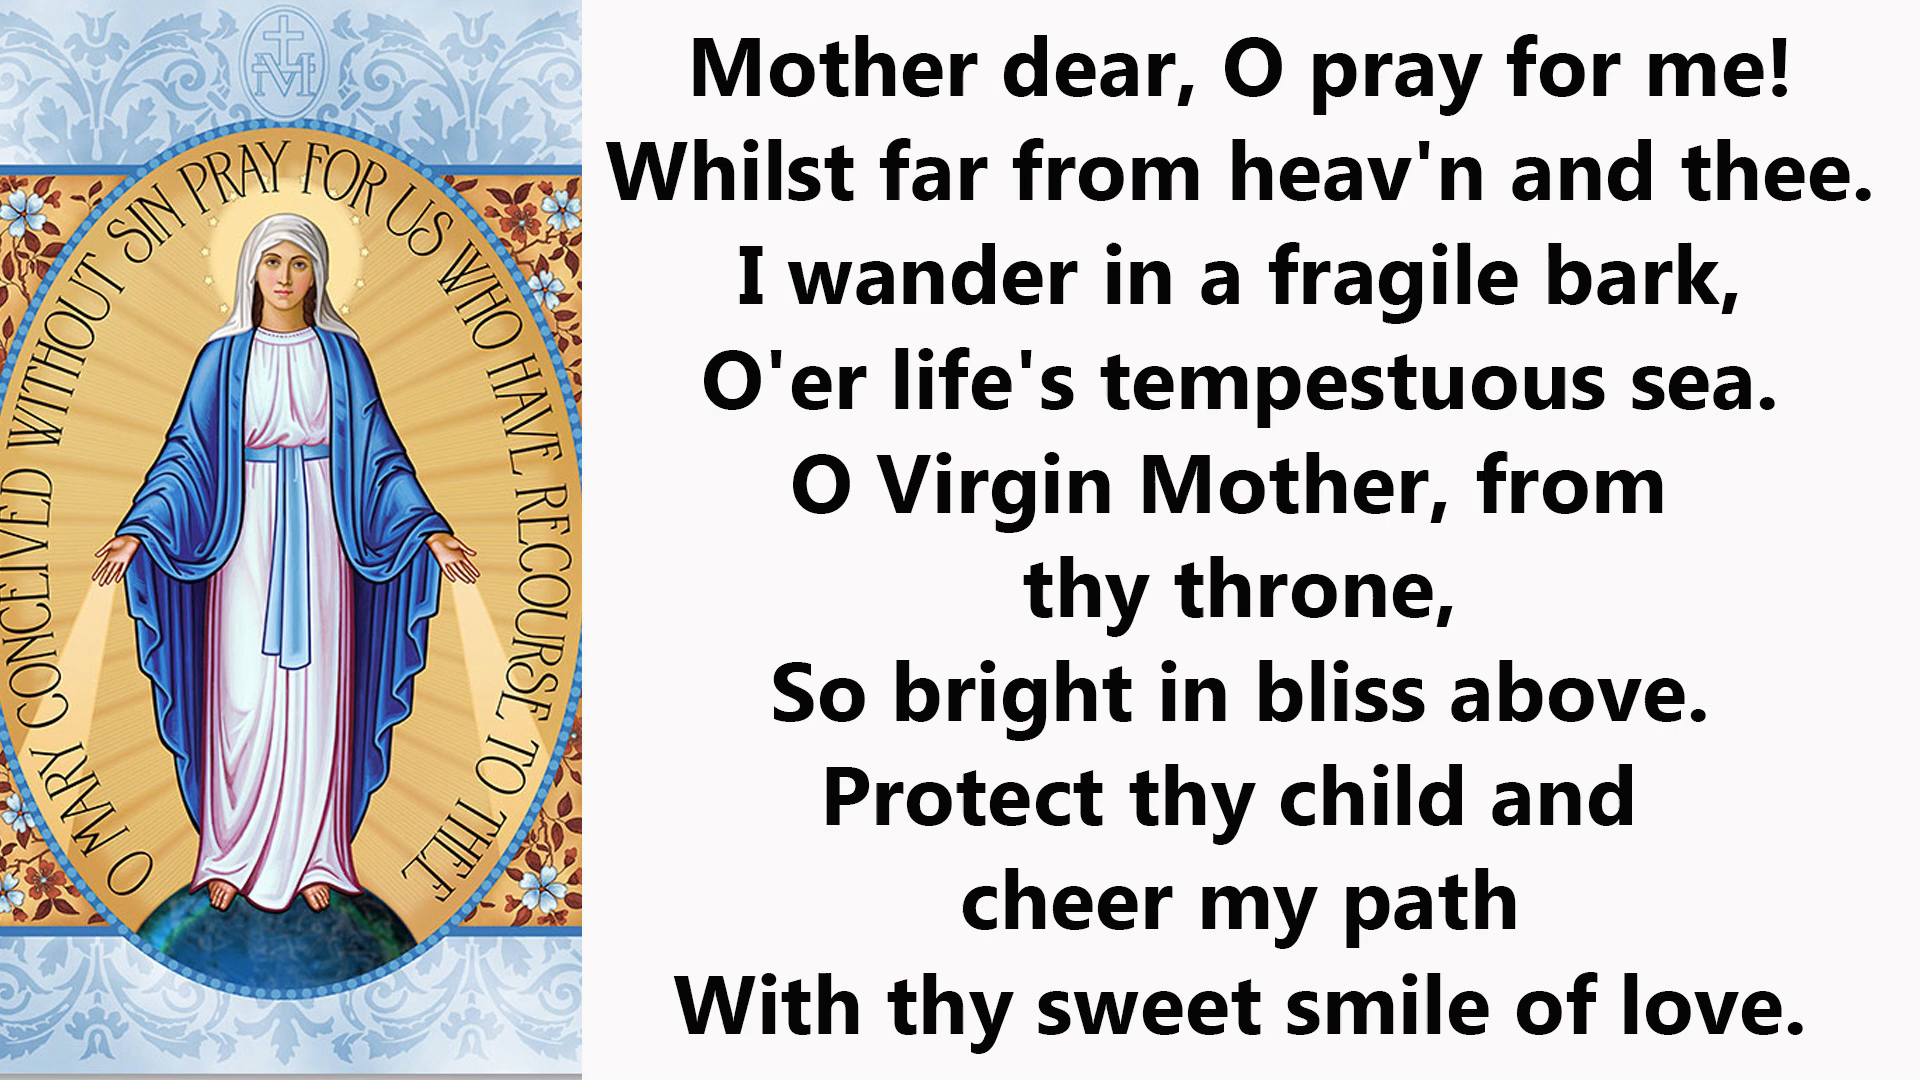 O MARY CONCEIVED WITHOUT SIN PRAY FOR US WHO HAVE RECOURSE TO THEE
Mother dear, O pray for me!
Whilst far from heav'n and thee.
I wander in a fragile bark,
O'er life's tempestuous sea.
O Virgin Mother, from
thy throne,
So bright in bliss above.
Protect thy child and
cheer my path
With thy sweet smile of love.